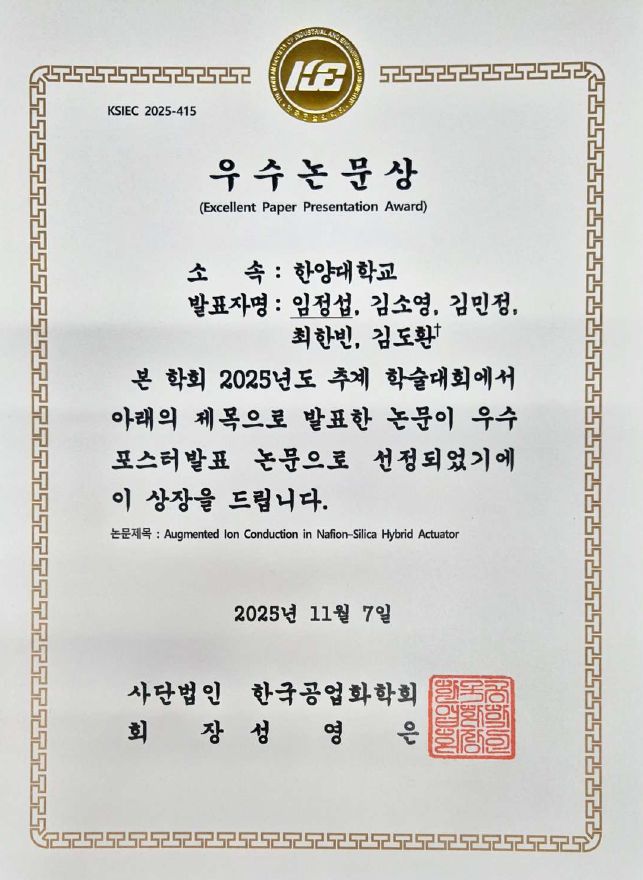 KSIEC 2025-415
우수논문상
(Excellent Paper Presentation Award)
소 속 : 한양대학교
발표자명 : 임정섭, 김소영, 김민정,
최한빈, 김도환†
본 학회 2025년도 추계 학술대회에서
아래의 제목으로 발표한 논문이 우수
포스터발표 논문으로 선정되었기에
이 상장을 드립니다.
논문제목 : Augmented Ion Conduction in Nafion-Silica Hybrid Actuator
2025년 11월 7일
사단법인 한국공업화학회
회 장 성 영 은